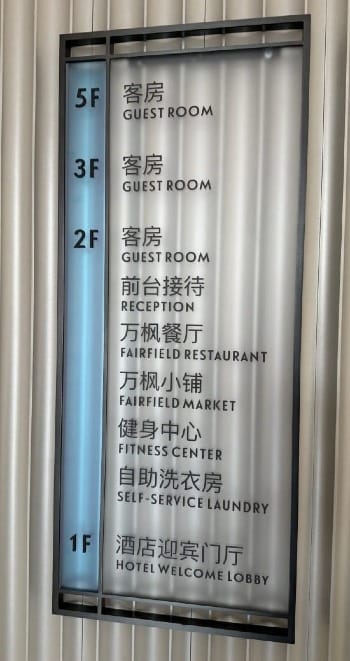 5F 客房
GUEST ROOM
3F 客房
GUEST ROOM
2F 客房
GUEST ROOM
前台接待
RECEPTION
万枫餐厅
FAIRFIELD RESTAURANT
万枫小铺
FAIRFIELD MARKET
健身中心
FITNESS CENTER
自助洗衣房
SELF-SERVICE LAUNDRY
1F 酒店迎宾门厅
HOTEL WELCOME LOBBY